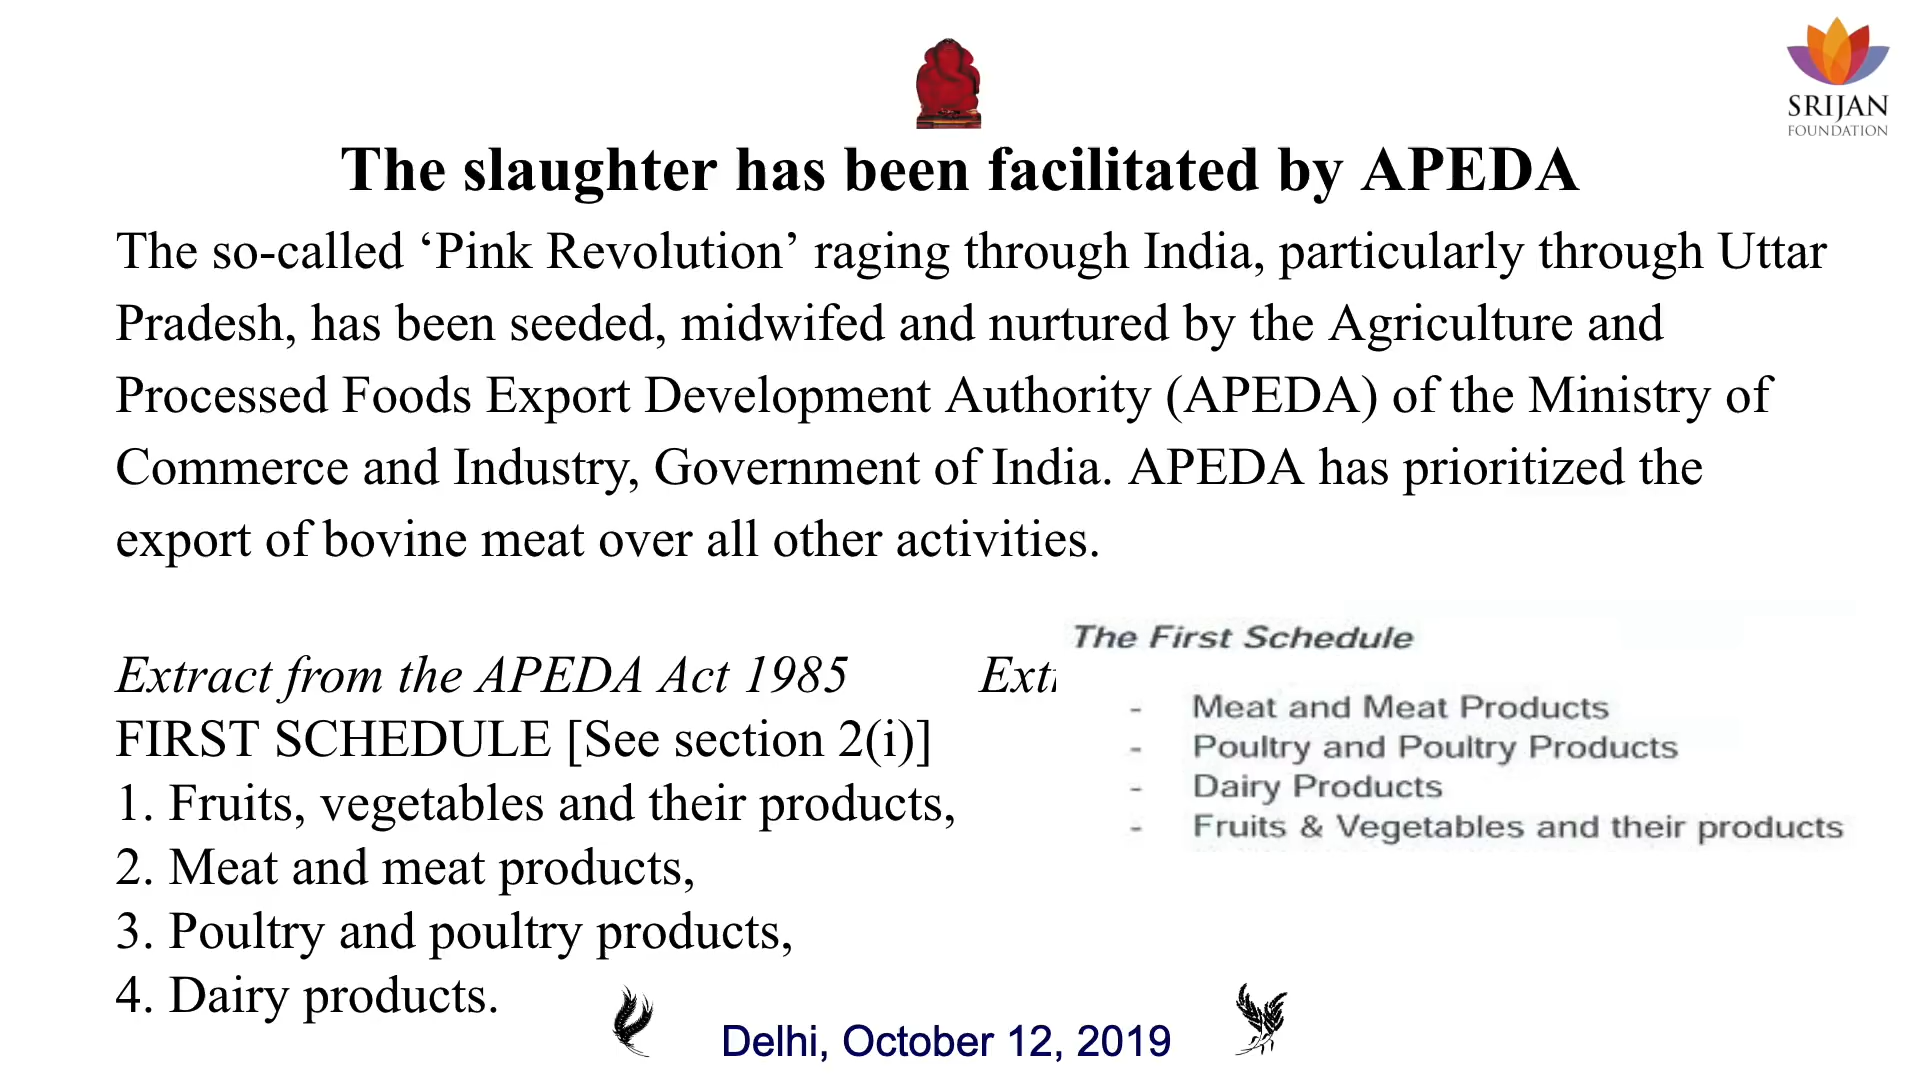 SRIJAN
FOUNDATION
The slaughter has been facilitated by APEDA
The so-called ‘Pink Revolution’ raging through India, particularly through Uttar
Pradesh, has been seeded, midwifed and nurtured by the Agriculture and
Processed Foods Export Development Authority (APEDA) of the Ministry of
Commerce and Industry, Government of India. APEDA has prioritized the
export of bovine meat over all other activities.
Extract from the APEDA Act 1985
FIRST SCHEDULE [See section 2(i)]
1. Fruits, vegetables and their products,
2. Meat and meat products,
3. Poultry and poultry products,
4. Dairy products.
The First Schedule
- Meat and Meat Products
- Poultry and Poultry Products
- Dairy Products
- Fruits & Vegetables and their products
Delhi, October 12, 2019